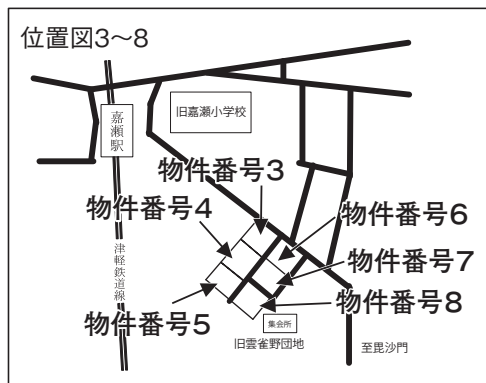 位置図3〜8
旧嘉瀬小学校
嘉瀬駅
物件番号3
物件番号4
物件番号6
物件番号7
津軽鉄道線
物件番号8
物件番号5
集会所
旧雲雀野団地
至毘沙門